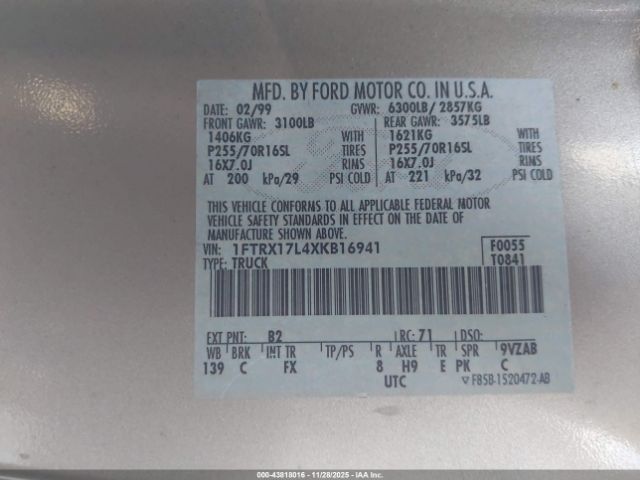 MFD. BY FORD MOTOR CO. IN U.S.A.
DATE: 02/99 GVWR: 6300LB/ 2857KG
FRONT GAWR: 3100LB REAR GAWR: 3575LB
1406KG WITH 1621KG WITH
P255/70R16SL TIRES P255/70R16SL TIRES
16X7.0J RIMS 16X7.0J RIMS
AT 200 kPa/29 PSI COLD AT 221 kPa/32 PSI COLD
THIS VEHICLE CONFORMS TO ALL APPLICABLE FEDERAL MOTOR
VEHICLE SAFETY STANDARDS IN EFFECT ON THE DATE OF
MANUFACTURE SHOWN ABOVE.
VIN: 1FTRX17L4XKB16941 F0055
TYPE: TRUCK T0841
EXT PNT: B2 RC: 71 DSO:
WB BRK INT TR TP/PS R AXLE TR SPR 9VZAB
139 C FX 8 H9 E PK C
UTC ▽ F85B-1520472-AB
000-43818016 | 11/28/2025 - IAAI.COM